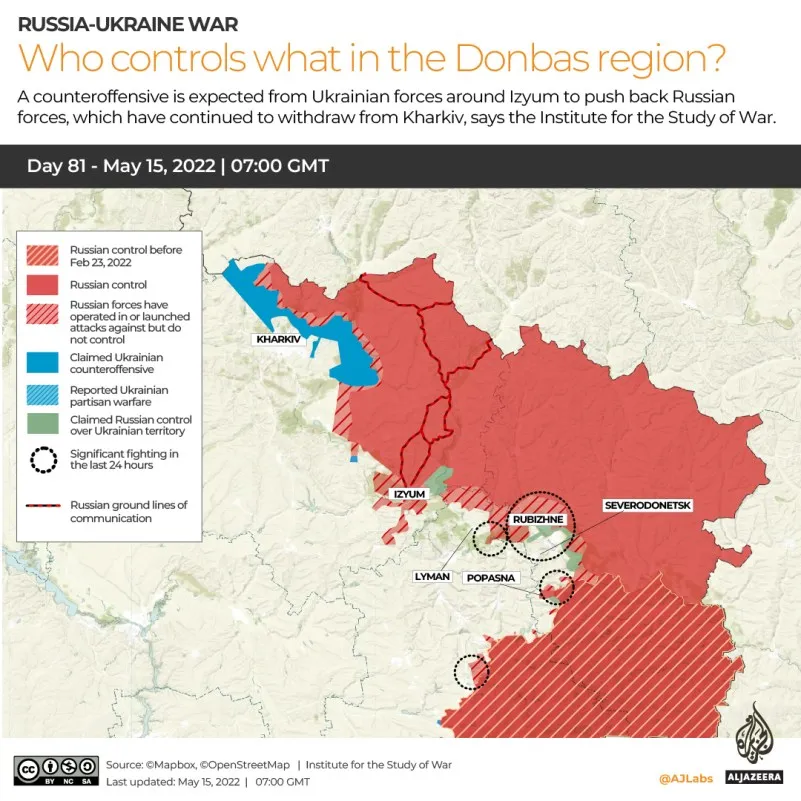 RUSSIA-UKRAINE WAR
Who controls what in the Donbas region?
A counteroffensive is expected from Ukrainian forces around Izyum to push back Russian
forces, which have continued to withdraw from Kharkiv, says the Institute for the Study of War.
Day 81 - May 15, 2022 | 07:00 GMT
Russian control before
Feb 23, 2022
Russian control
Russian forces have
operated in or launched
attacks against but do
not control
Claimed Ukrainian
counteroffensive
Reported Ukrainian
partisan warfare
Claimed Russian control
over Ukrainian territory
Significant fighting in
the last 24 hours
Russian ground lines of
communication
KHARKIV
IZYUM
SEVERODONETSK
RUBIZHNE
LYMAN
POPASNA
Source: ©Mapbox, ©OpenStreetMap | Institute for the Study of War
Last updated: May 15, 2022 | 07:00 GMT
cc
BY NC SA
@AJLabs
ALJAZEERA